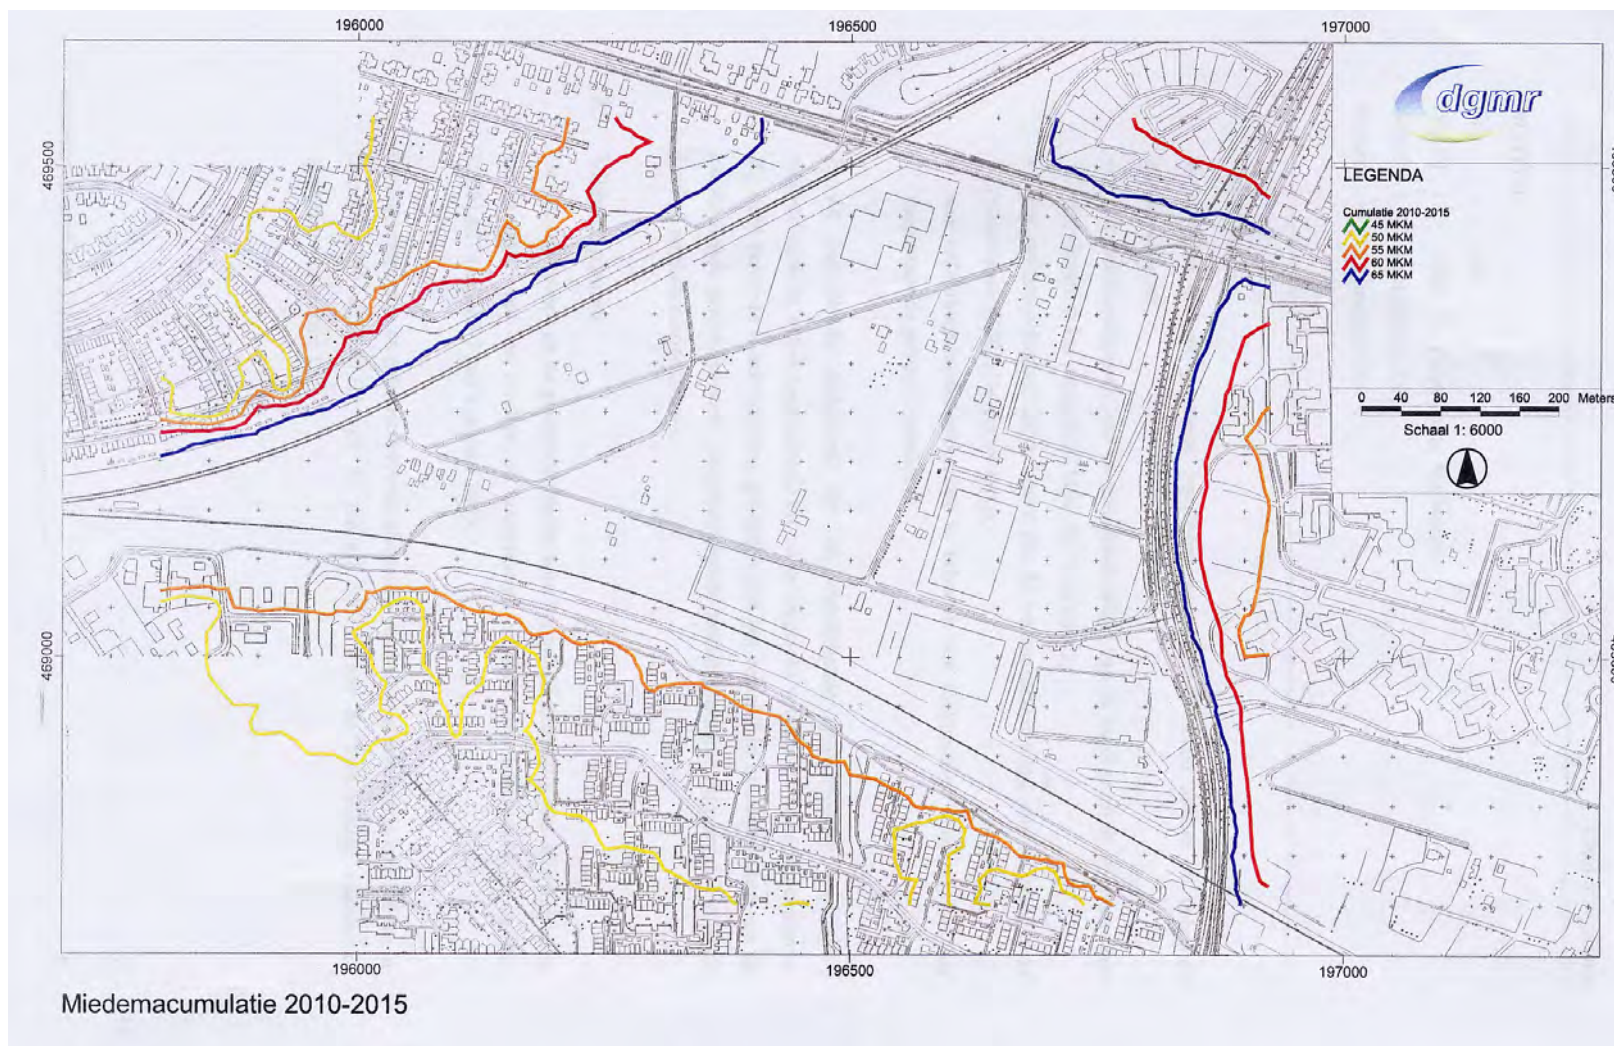 196000
196500
197000
dgmr
469500
LEGENDA
Cumulatie 2010-2015
45 MKM
50 MKM
55 MKM
60 MKM
65 MKM
0 40 80 120 160 200 Meters
Schaal 1: 6000
469000
196000
196500
197000
Miedemacumulatie 2010-2015